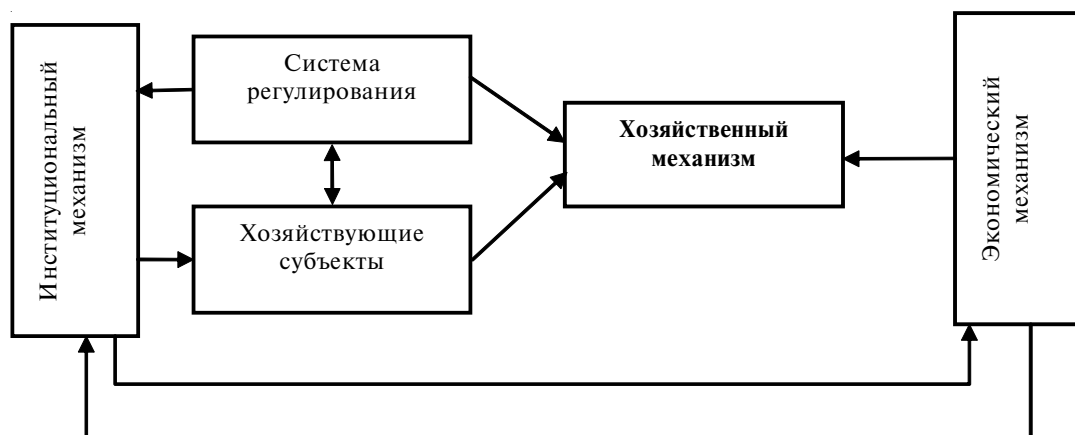 Институциональный
механизм
Система
регулирования
Хозяйствующие
субъекты
Хозяйственный
механизм
Экономический
механизм